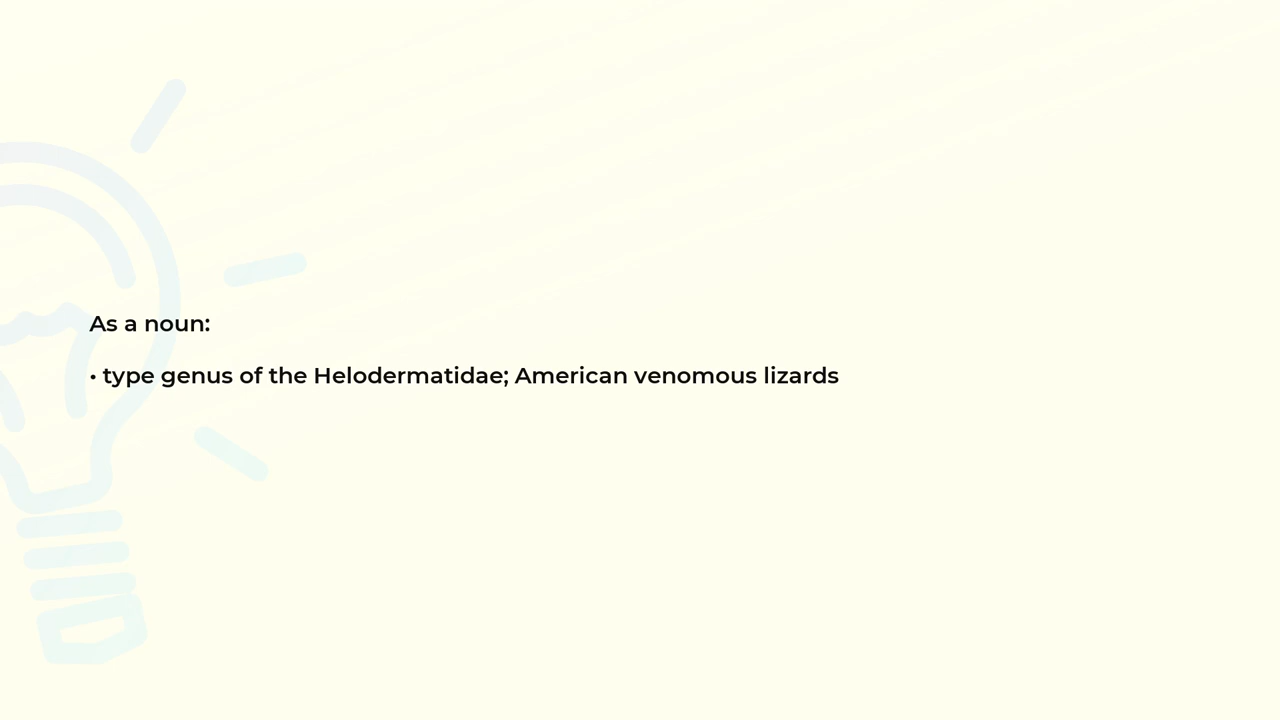 As a noun:
• type genus of the Helodermatidae; American venomous lizards